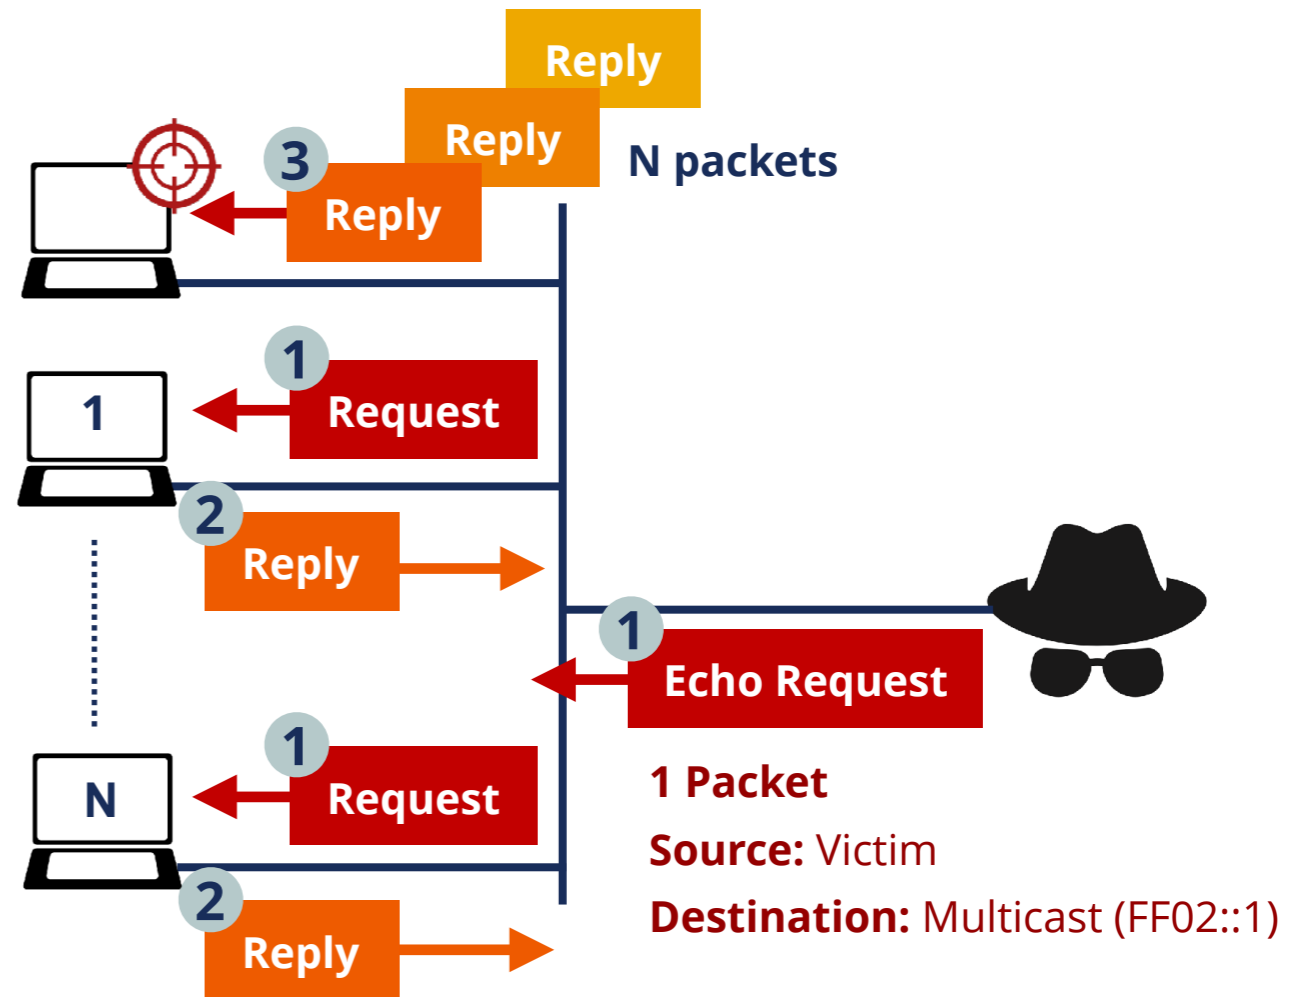 Reply
Reply
N packets
3
Reply
1
Request
1
2
Reply
1
Echo Request
1
Request
N
1 Packet
Source: Victim
2
Reply
Destination: Multicast (FF02::1)